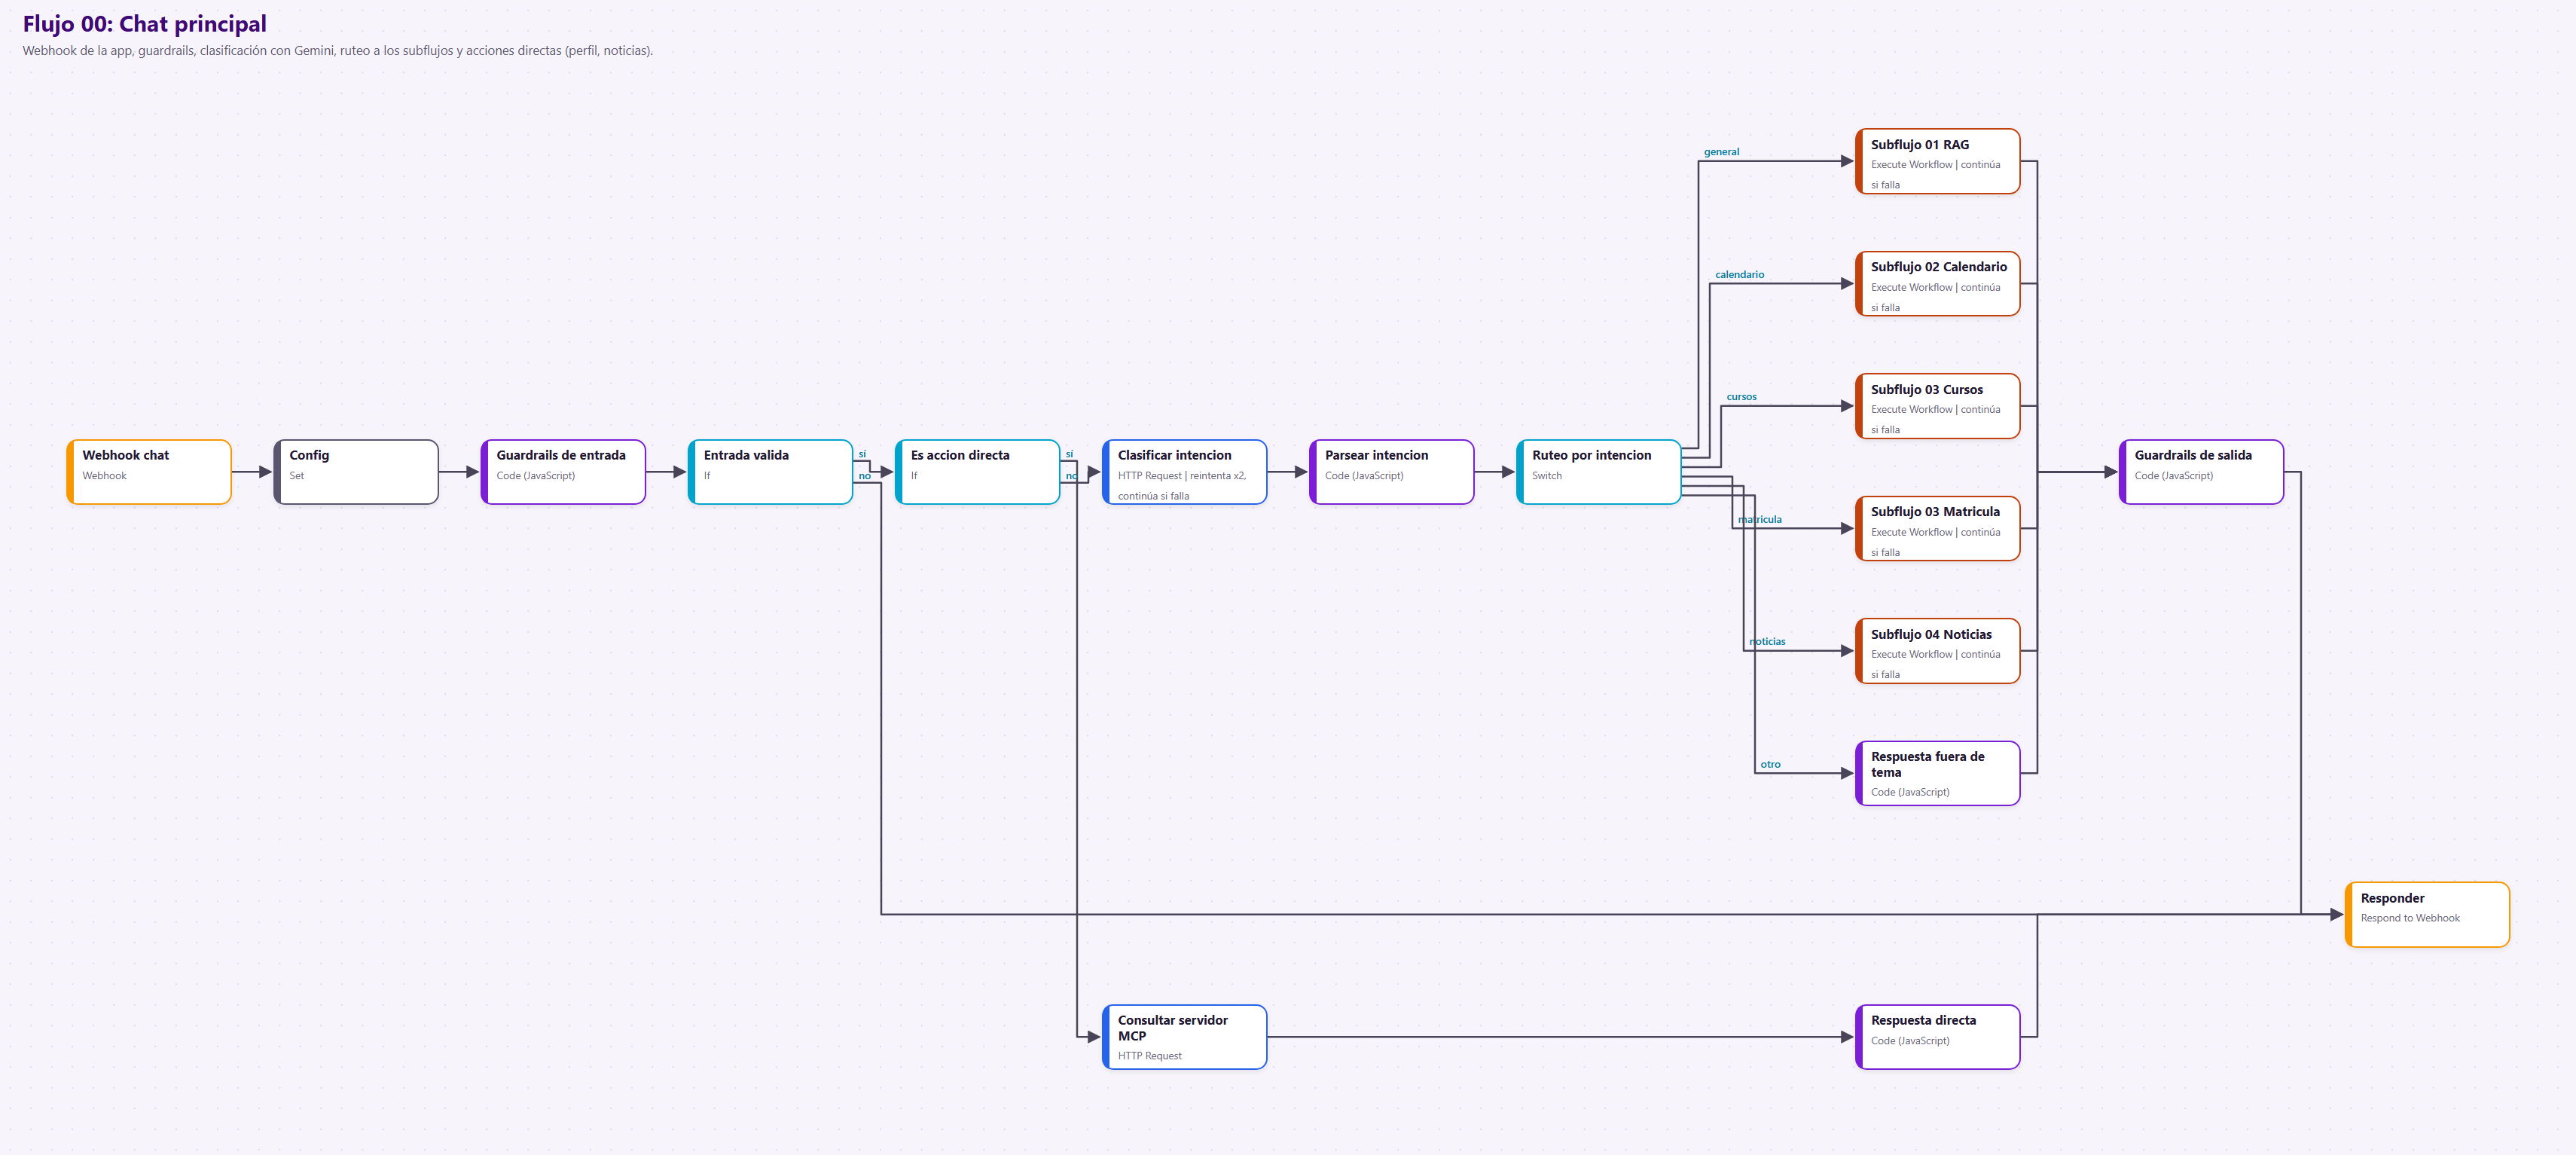 Flujo 00: Chat principal
Webhook de la app, guardrails, clasificación con Gemini, ruteo a los subflujos y acciones directas (perfil, noticias).
general
Subflujo 01 RAG
Execute Workflow | continúa
si falla
calendario
Subflujo 02 Calendario
Execute Workflow | continúa
si falla
cursos
Subflujo 03 Cursos
Execute Workflow | continúa
si falla
Webhook chat
Webhook
Config
Set
Guardrails de entrada
Code (JavaScript)
Entrada valida
If
sí
no
Es accion directa
If
sí
no
Clasificar intencion
HTTP Request | reintenta x2,
continúa si falla
Parsear intencion
Code (JavaScript)
Ruteo por intencion
Switch
Guardrails de salida
Code (JavaScript)
matricula
Subflujo 03 Matricula
Execute Workflow | continúa
si falla
noticias
Subflujo 04 Noticias
Execute Workflow | continúa
si falla
otro
Respuesta fuera de
tema
Code (JavaScript)
Responder
Respond to Webhook
Consultar servidor
MCP
HTTP Request
Respuesta directa
Code (JavaScript)